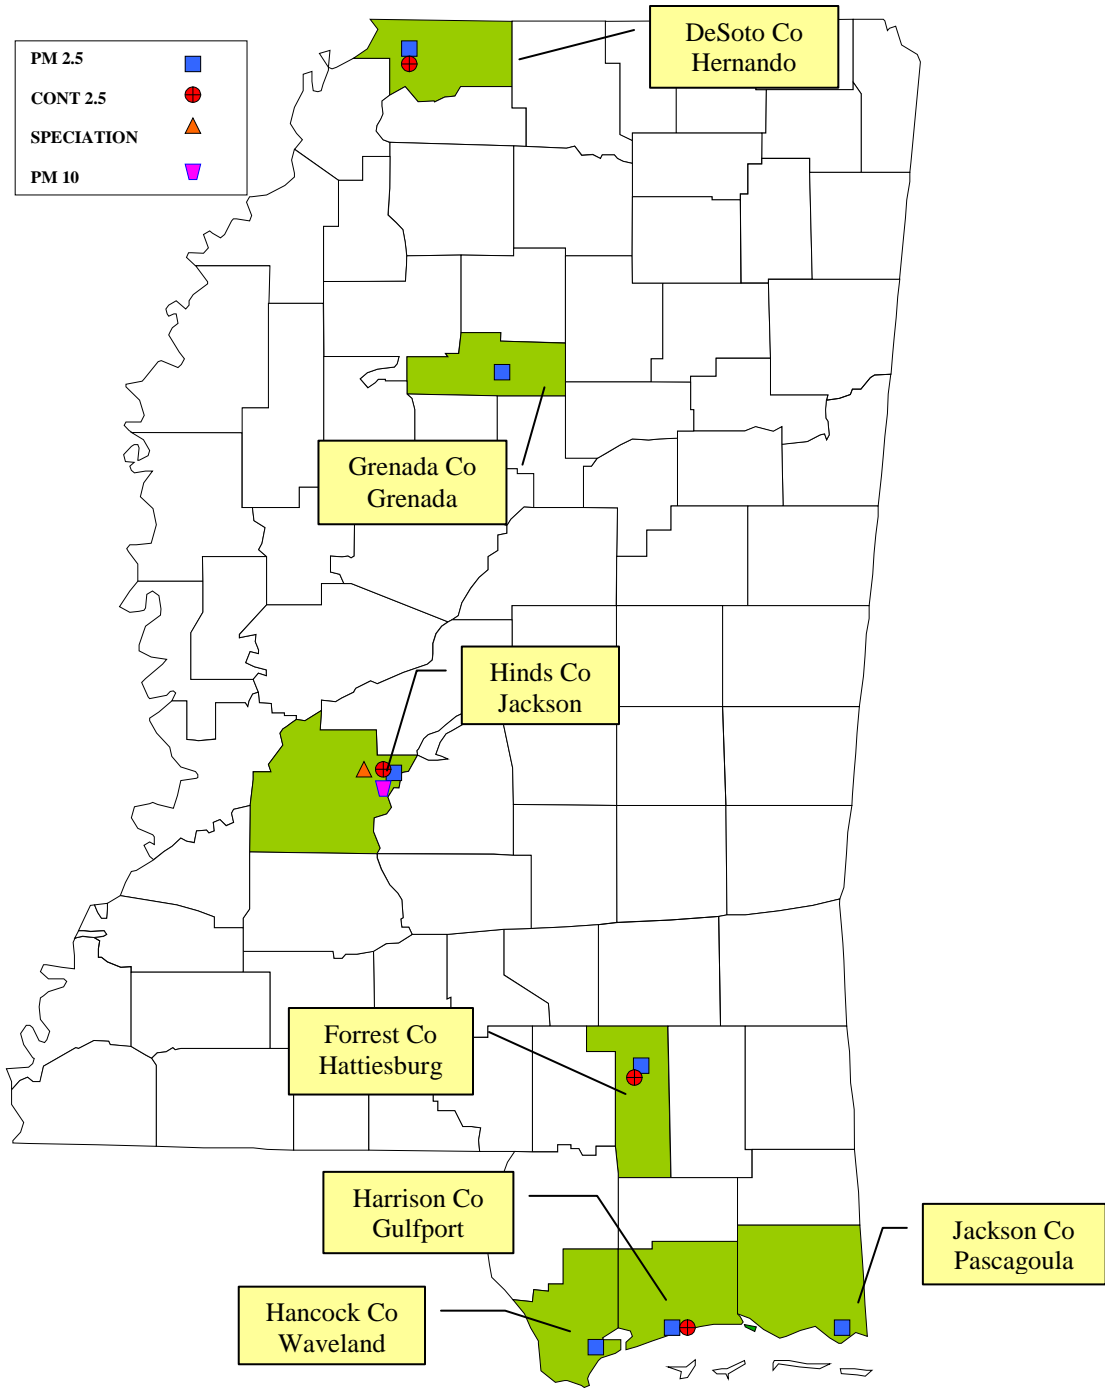 DeSoto Co
Hernando
PM 2.5
CONT 2.5
SPECIATION
PM 10
Grenada Co
Grenada
Hinds Co
Jackson
Forrest Co
Hattiesburg
Harrison Co
Gulfport
Jackson Co
Pascagoula
Hancock Co
Waveland